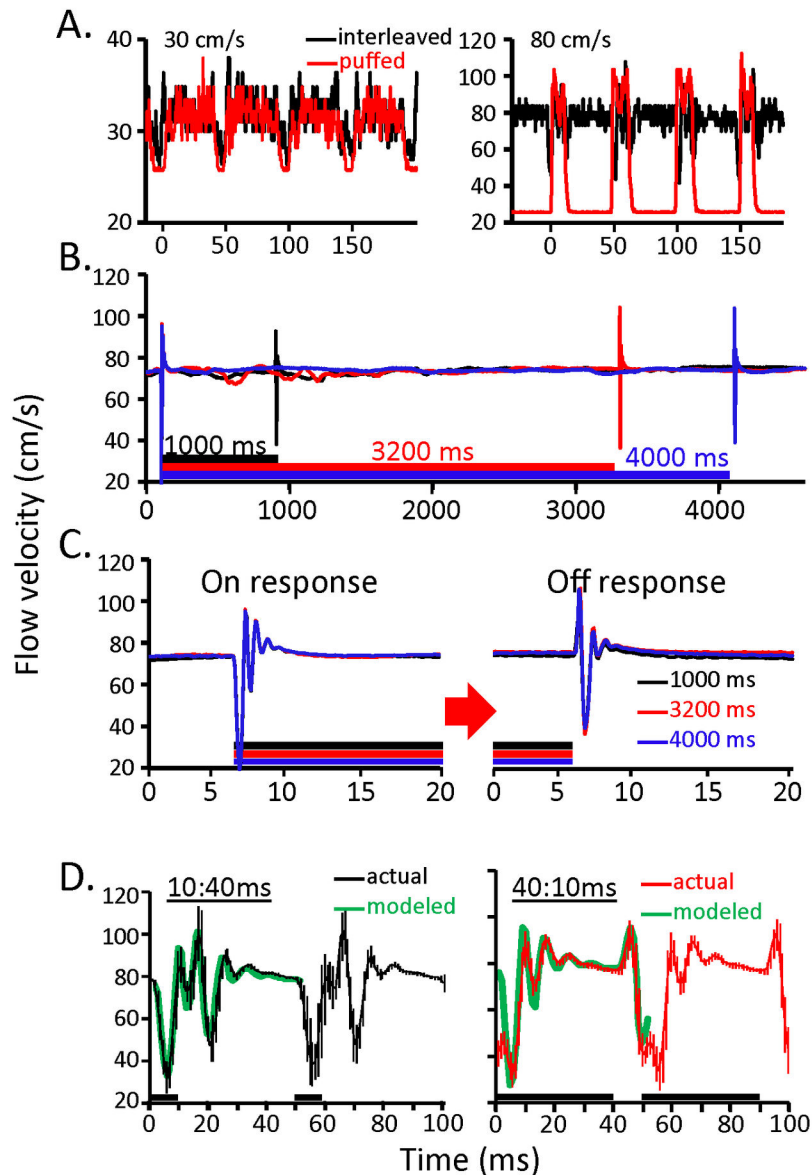 A.
30 cm/s
interleaved
puffed
80 cm/s
40
30
20
0 50 100 150
120
100
80
60
40
20
0 50 100 150
B.
120
100
80
60
40
20
1000 ms
3200 ms
4000 ms
0 1000 2000 3000 4000
Flow velocity (cm/s)
C.
120
100
80
60
40
20
On response
Off response
1000 ms
3200 ms
4000 ms
0 5 10 15 20
0 5 10 15 20
D.
120
100
80
60
40
20
10:40ms
actual
modeled
40:10ms
actual
modeled
0 20 40 60 80 100
0 20 40 60 80 100
Time (ms)